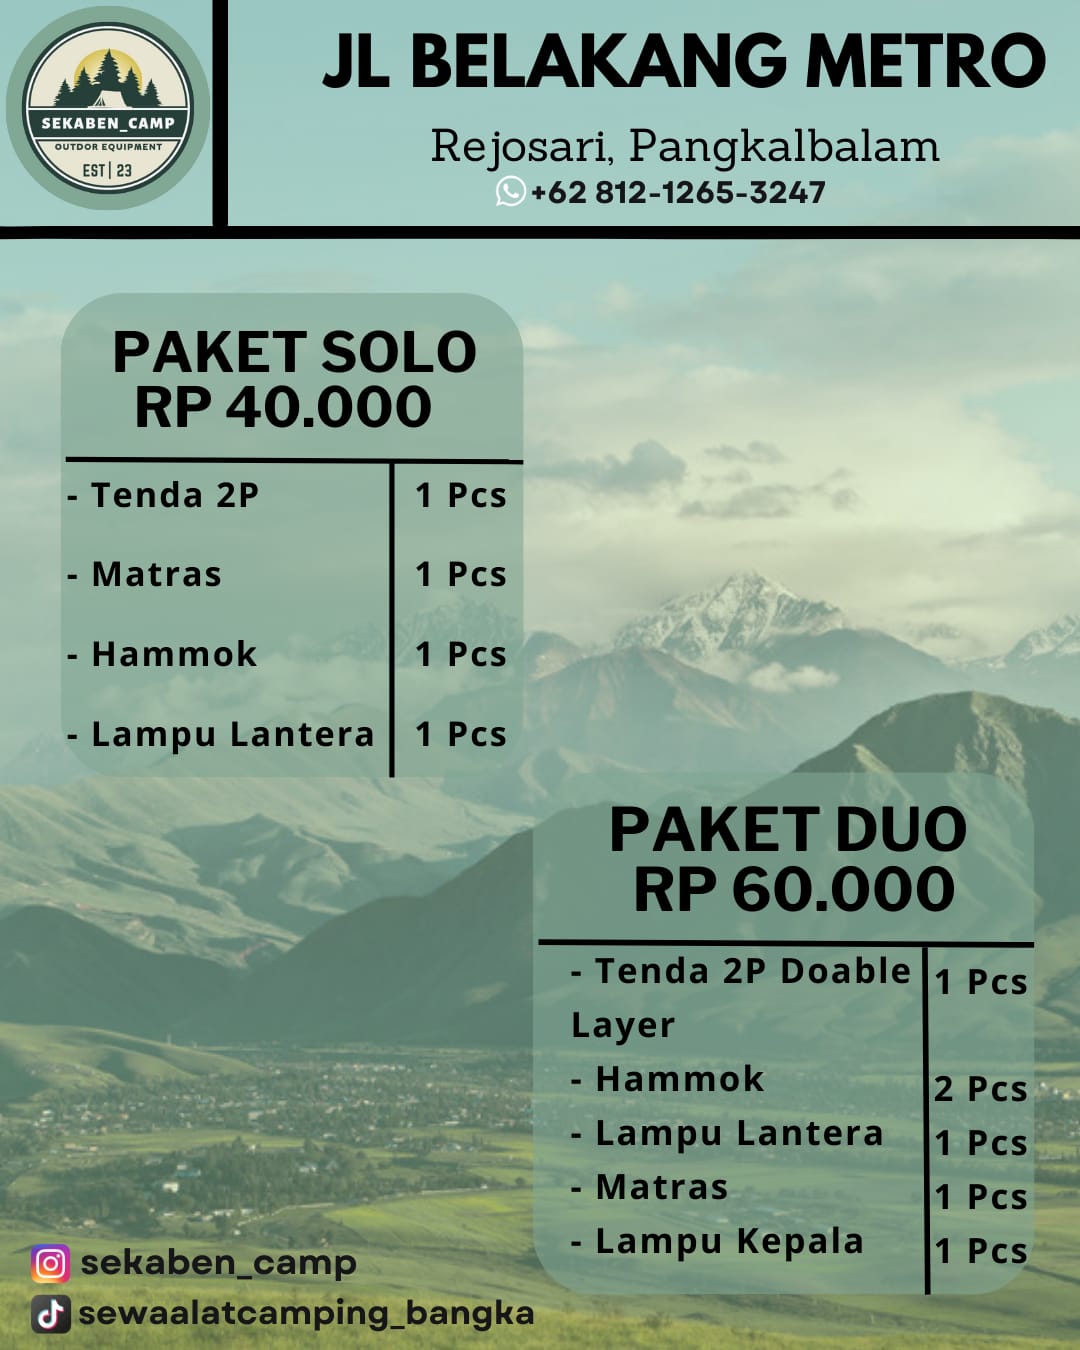 SEKABEN_CAMP
OUTDOR EQUIPMENT
EST| 23
JL BELAKANG METRO
Rejosari, Pangkalbalam
+62 812-1265-3247
PAKET SOLO
RP 40.000
- Tenda 2P 1 Pcs
- Matras 1 Pcs
- Hammok 1 Pcs
- Lampu Lantera 1 Pcs
PAKET DUO
RP 60.000
- Tenda 2P Doable 1 Pcs
Layer
- Hammok 2 Pcs
- Lampu Lantera 1 Pcs
- Matras 1 Pcs
- Lampu Kepala 1 Pcs
sekaben_camp
sewaalatcamping_bangka